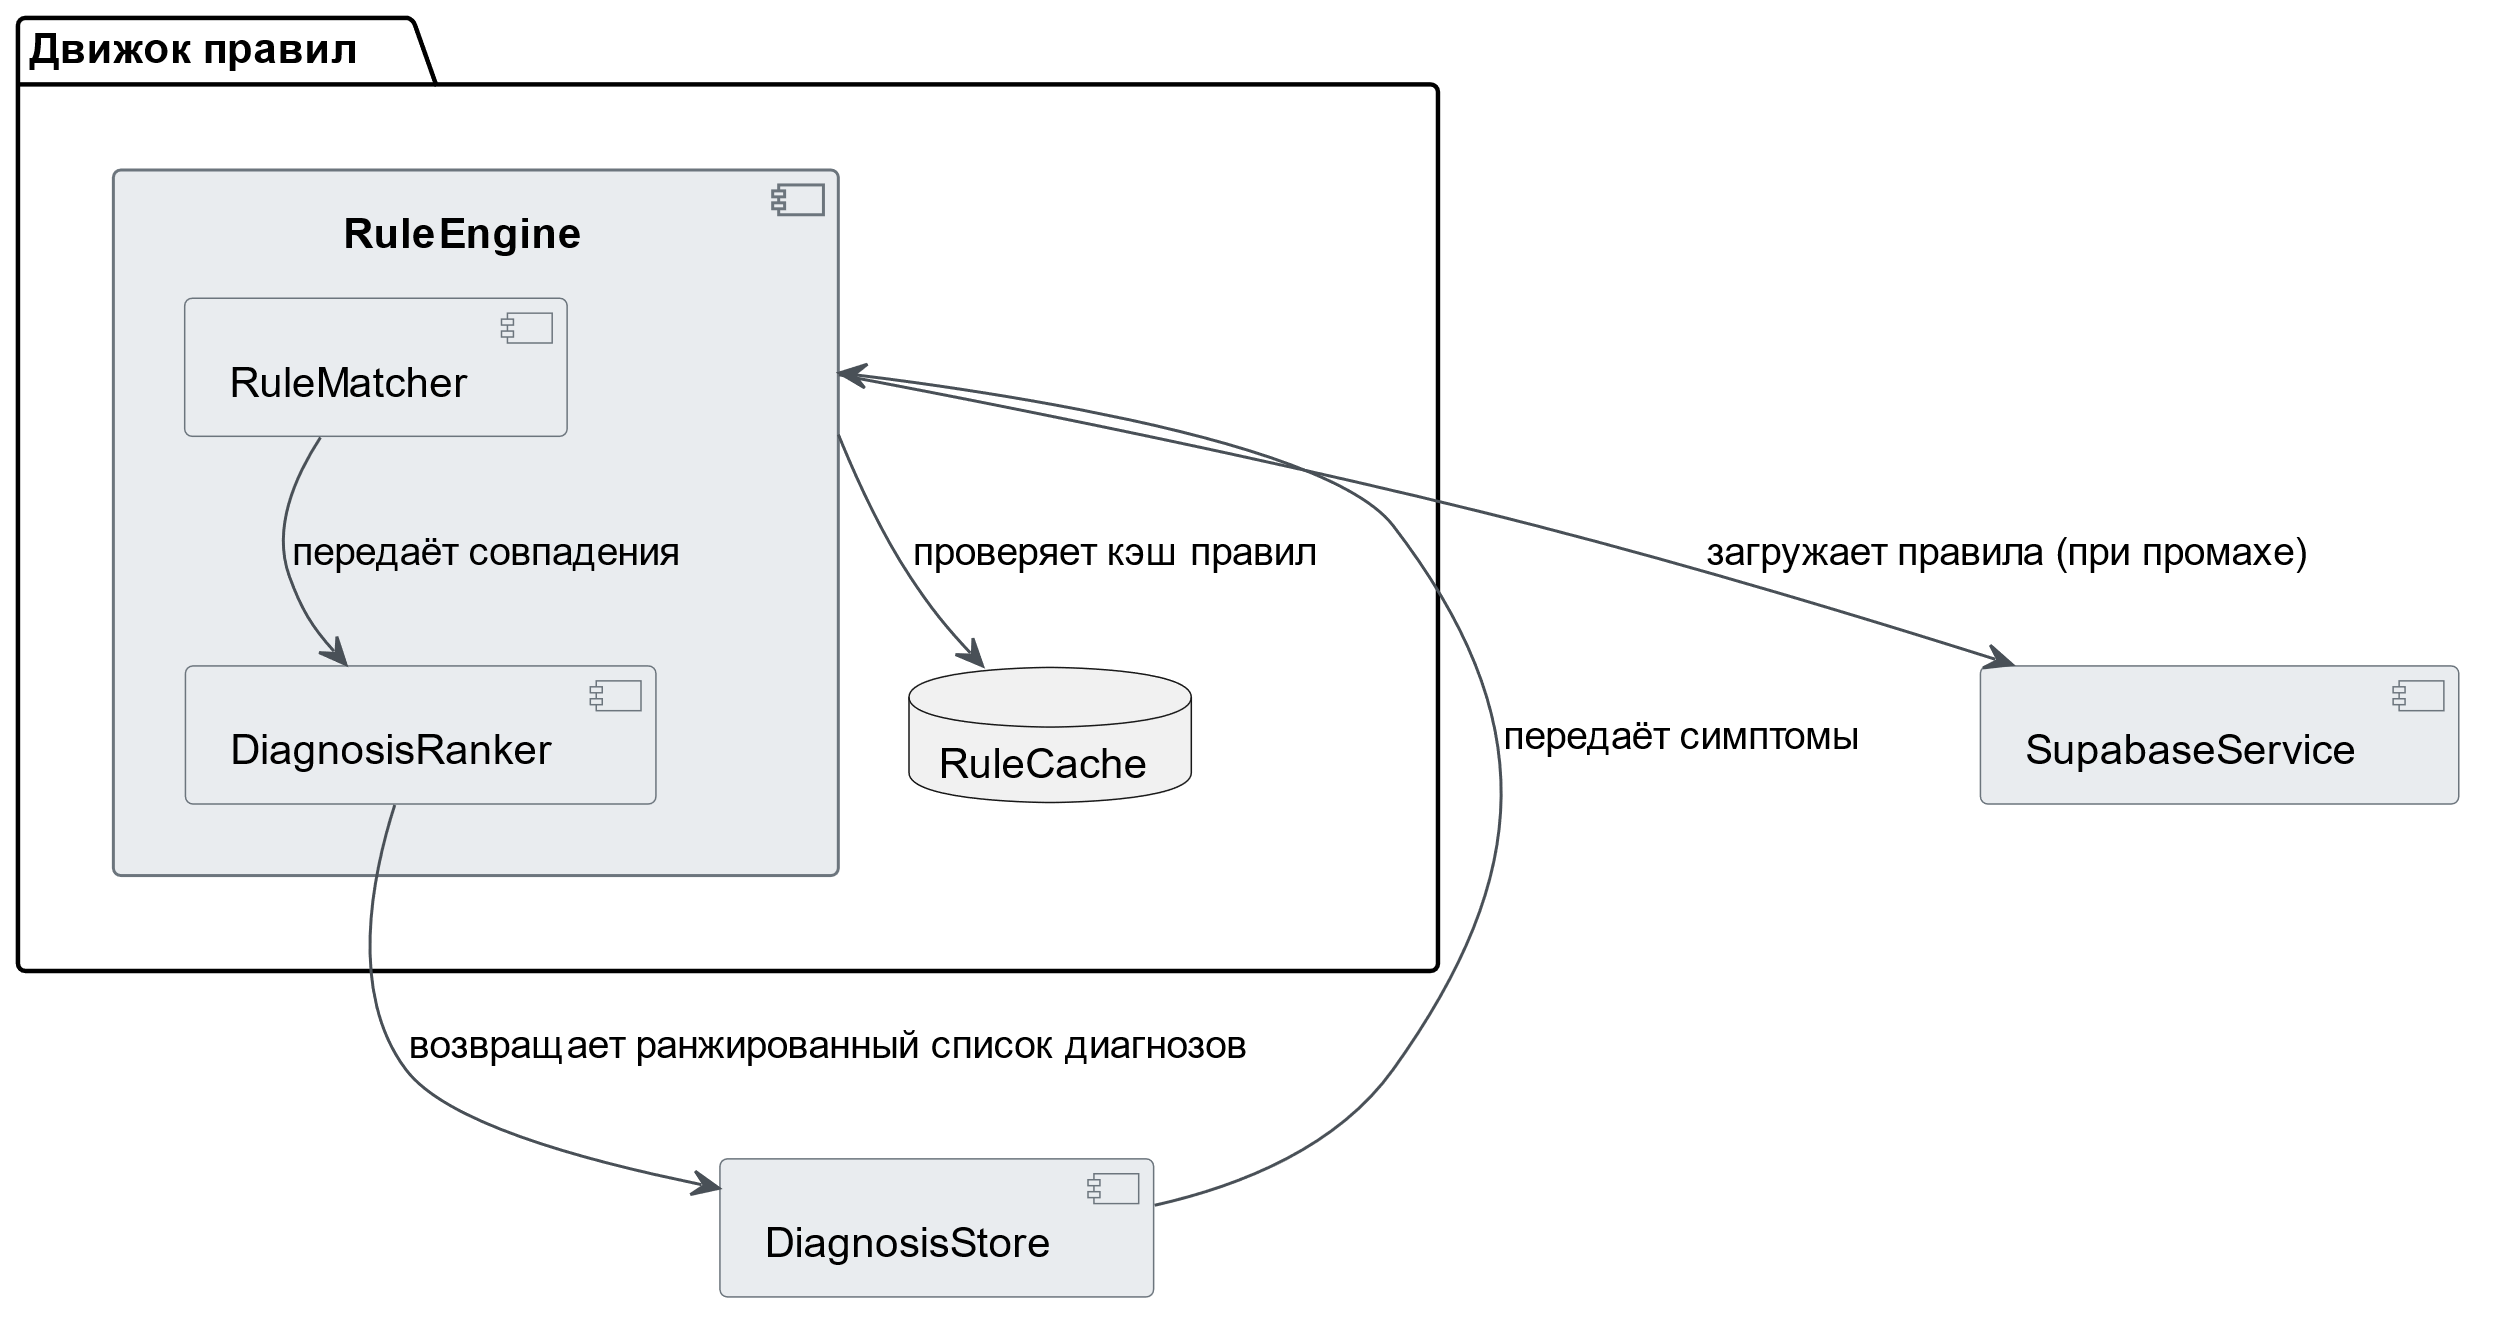 Движок правил
RuleEngine
RuleMatcher
передаёт совпадения
проверяет кэш правил
загружает правила (при промахе)
DiagnosisRanker
RuleCache
передаёт симптомы
SupabaseService
возвращает ранжированный список диагнозов
DiagnosisStore